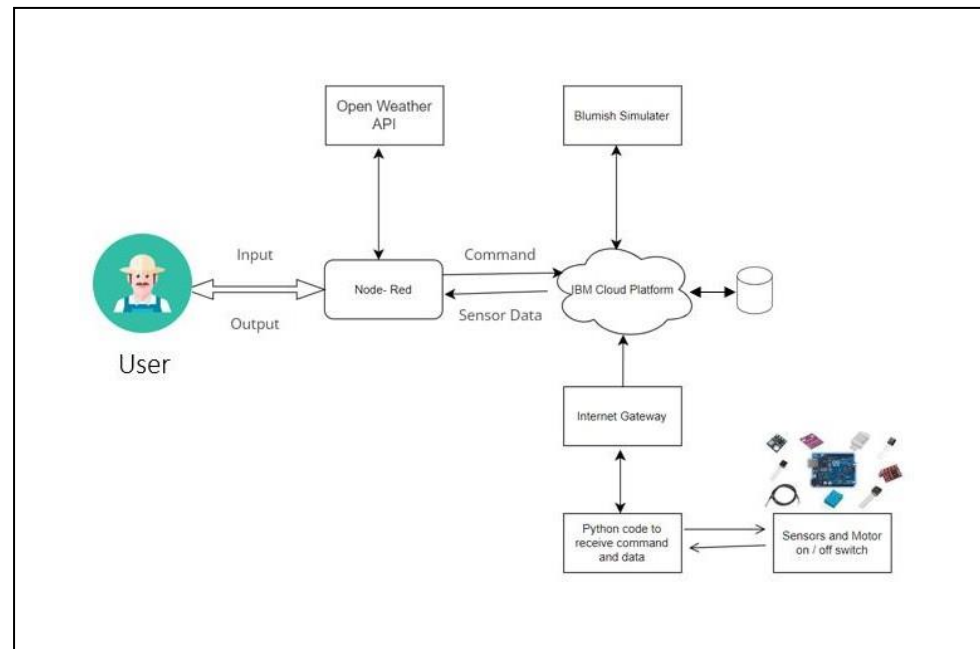 Open Weather
API
Blumish Simulater
Input
Command
Node- Red
IBM Cloud Platform
Output
Sensor Data
User
Internet Gateway
Python code to
receive command
and data
Sensors and Motor
on / off switch